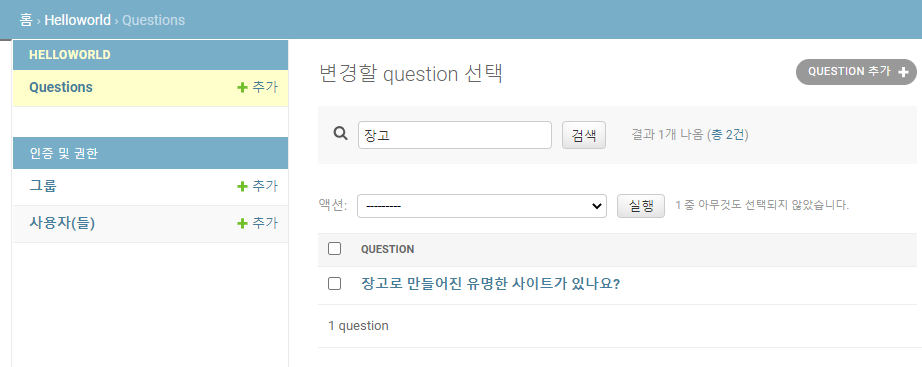 홈 › Helloworld › Questions
HELLOWORLD
Questions + 추가
인증 및 권한
그룹 + 추가
사용자(들) + 추가
변경할 question 선택
QUESTION 추가 +
장고 검색 결과 1개 나옴 (총 2건)
액션: --------- 실행 1 중 아무것도 선택되지 않았습니다.
QUESTION
장고로 만들어진 유명한 사이트가 있나요?
1 question